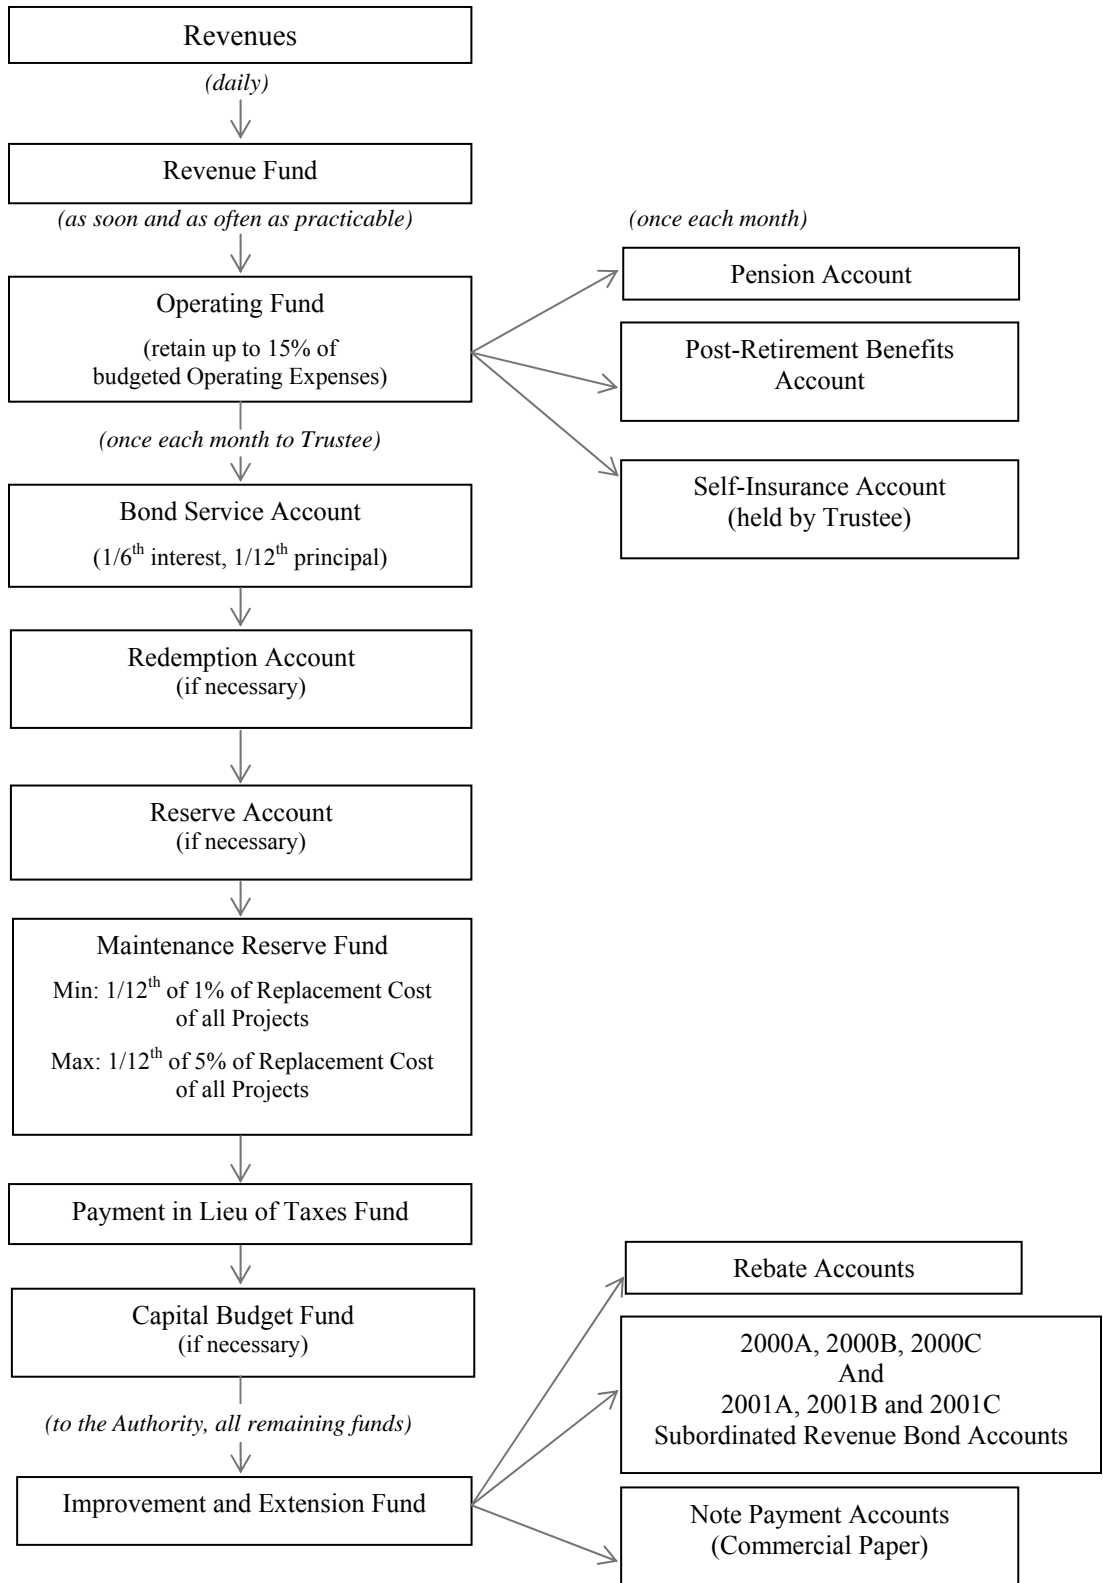 Revenues
(daily)
Revenue Fund
(as soon and as often as practicable)
(once each month)
Operating Fund
(retain up to 15% of
budgeted Operating Expenses)
Pension Account
Post-Retirement Benefits
Account
Self-Insurance Account
(held by Trustee)
(once each month to Trustee)
Bond Service Account
(1/6th interest, 1/12th principal)
Redemption Account
(if necessary)
Reserve Account
(if necessary)
Maintenance Reserve Fund
Min: 1/12th of 1% of Replacement Cost
of all Projects
Max: 1/12th of 5% of Replacement Cost
of all Projects
Payment in Lieu of Taxes Fund
Capital Budget Fund
(if necessary)
(to the Authority, all remaining funds)
Improvement and Extension Fund
Rebate Accounts
2000A, 2000B, 2000C
And
2001A, 2001B and 2001C
Subordinated Revenue Bond Accounts
Note Payment Accounts
(Commercial Paper)